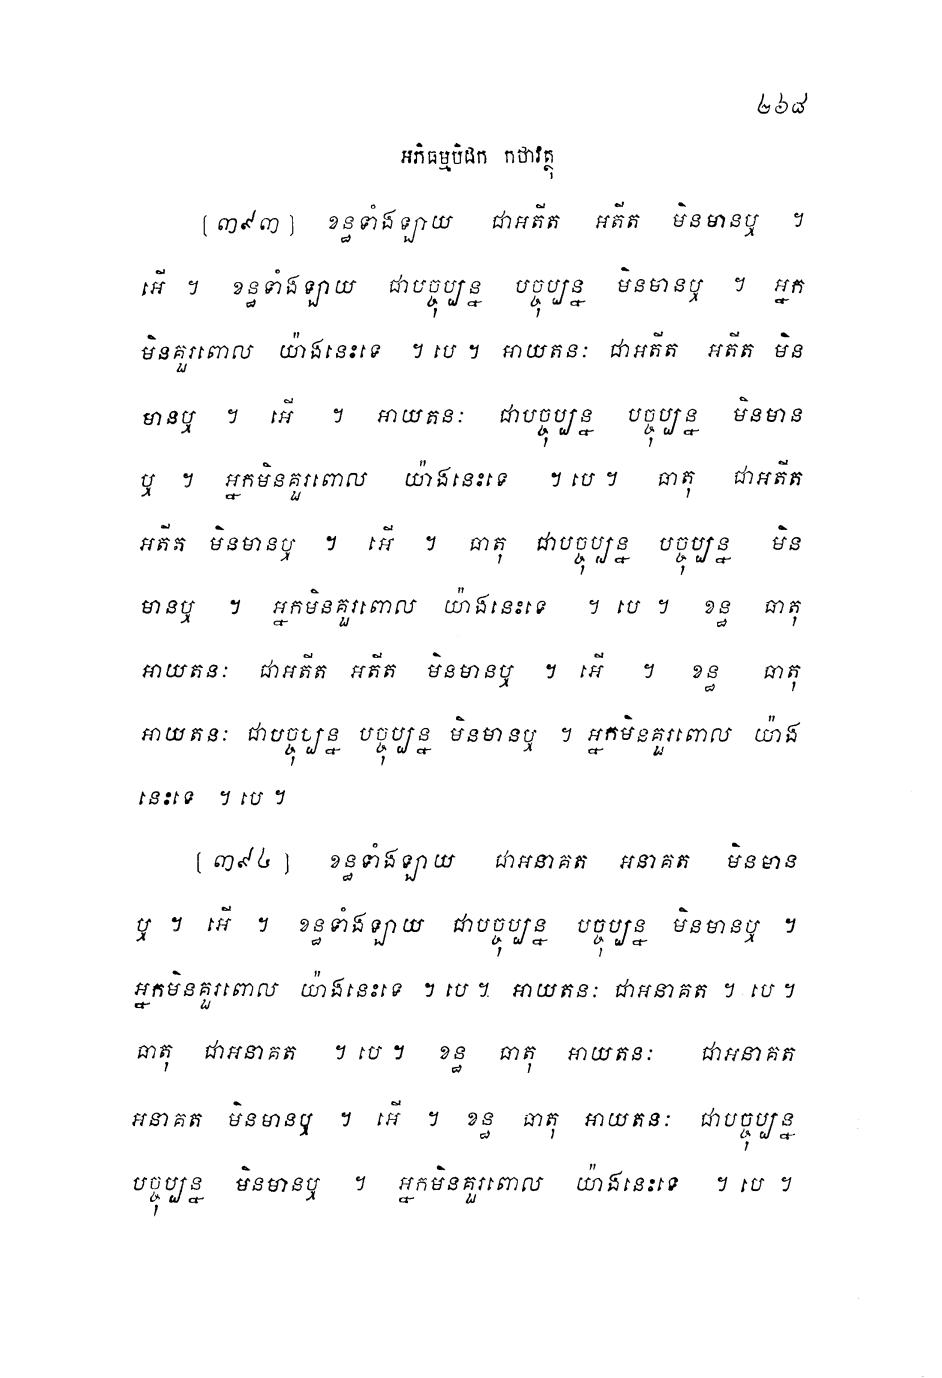 ២៦៨
អភិធម្មបិដក កថាវត្ថុ
[៣៩៣] ខន្ធទាំងឡាយ ជាអតីត អតីត មិនមានឬ ។
អើ ។ ខន្ធទាំងឡាយ ជាបច្ចុប្បន្ន បច្ចុប្បន្ន មិនមានឬ ។ អ្នក
មិនគួរពោល យ៉ាងនេះទេ ។ បេ ។ អាយតនៈ ជាអតីត អតីត មិន
មានឬ ។ អើ ។ អាយតនៈ ជាបច្ចុប្បន្ន បច្ចុប្បន្ន មិនមាន
ឬ ។ អ្នកមិនគួរពោល យ៉ាងនេះទេ ។ បេ ។ ធាតុ ជាអតីត
អតីត មិនមានឬ ។ អើ ។ ធាតុ ជាបច្ចុប្បន្ន បច្ចុប្បន្ន មិន
មានឬ ។ អ្នកមិនគួរពោល យ៉ាងនេះទេ ។ បេ ។ ខន្ធ ធាតុ
អាយតនៈ ជាអតីត អតីត មិនមានឬ ។ អើ ។ ខន្ធ ធាតុ
អាយតនៈ ជាបច្ចុប្បន្ន បច្ចុប្បន្ន មិនមានឬ ។ អ្នកមិនគួរពោល យ៉ាង
នេះទេ ។ បេ ។
[៣៩៤] ខន្ធទាំងឡាយ ជាអនាគត អនាគត មិនមាន
ឬ ។ អើ ។ ខន្ធទាំងឡាយ ជាបច្ចុប្បន្ន បច្ចុប្បន្ន មិនមានឬ ។
អ្នកមិនគួរពោល យ៉ាងនេះទេ ។ បេ ។ អាយតនៈ ជាអនាគត ។ បេ ។
ធាតុ ជាអនាគត ។ បេ ។ ខន្ធ ធាតុ អាយតនៈ ជាអនាគត
អនាគត មិនមានឬ ។ អើ ។ ខន្ធ ធាតុ អាយតនៈ ជាបច្ចុប្បន្ន
បច្ចុប្បន្ន មិនមានឬ ។ អ្នកមិនគួរពោល យ៉ាងនេះទេ ។ បេ ។